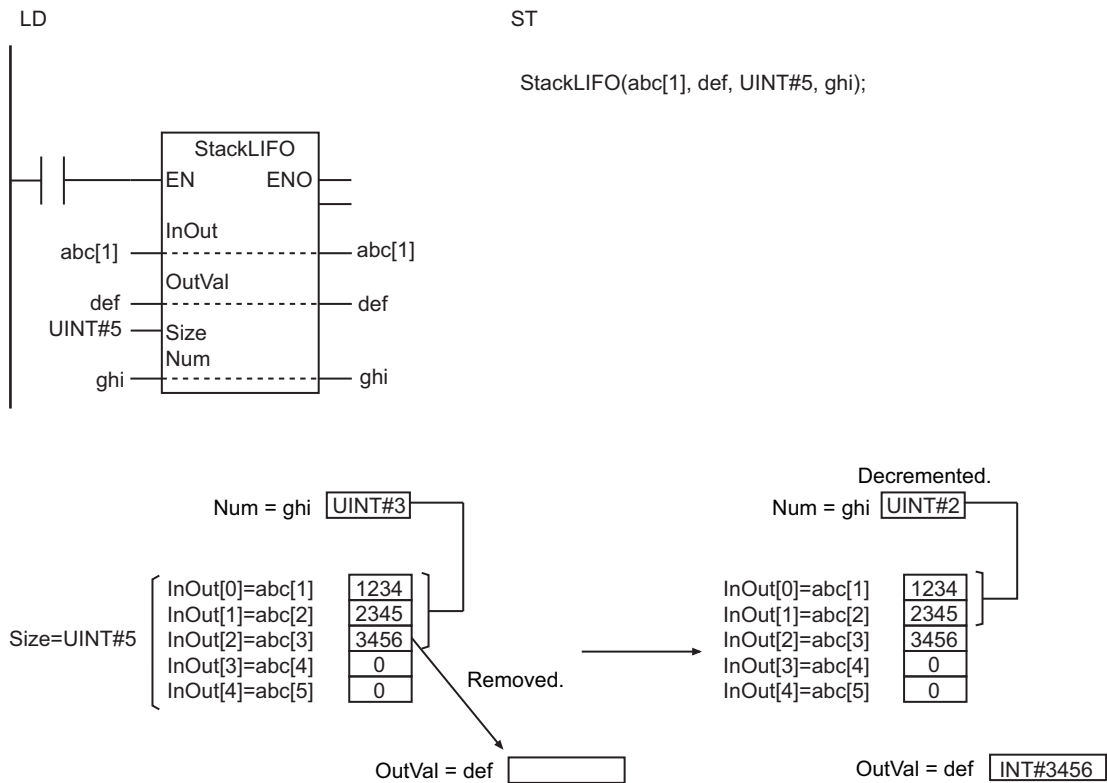 LD
ST
StackLIFO(abc[1], def, UINT#5, ghi);
StackLIFO
EN ENO
InOut
abc[1] abc[1]
OutVal
def def
UINT#5 Size
Num
ghi ghi
Decremented.
Num = ghi UINT#3
Num = ghi UINT#2
Size=UINT#5
InOut[0]=abc[1] 1234
InOut[1]=abc[2] 2345
InOut[2]=abc[3] 3456
InOut[3]=abc[4] 0
InOut[4]=abc[5] 0
Removed.
OutVal = def
InOut[0]=abc[1] 1234
InOut[1]=abc[2] 2345
InOut[2]=abc[3] 3456
InOut[3]=abc[4] 0
InOut[4]=abc[5] 0
OutVal = def INT#3456